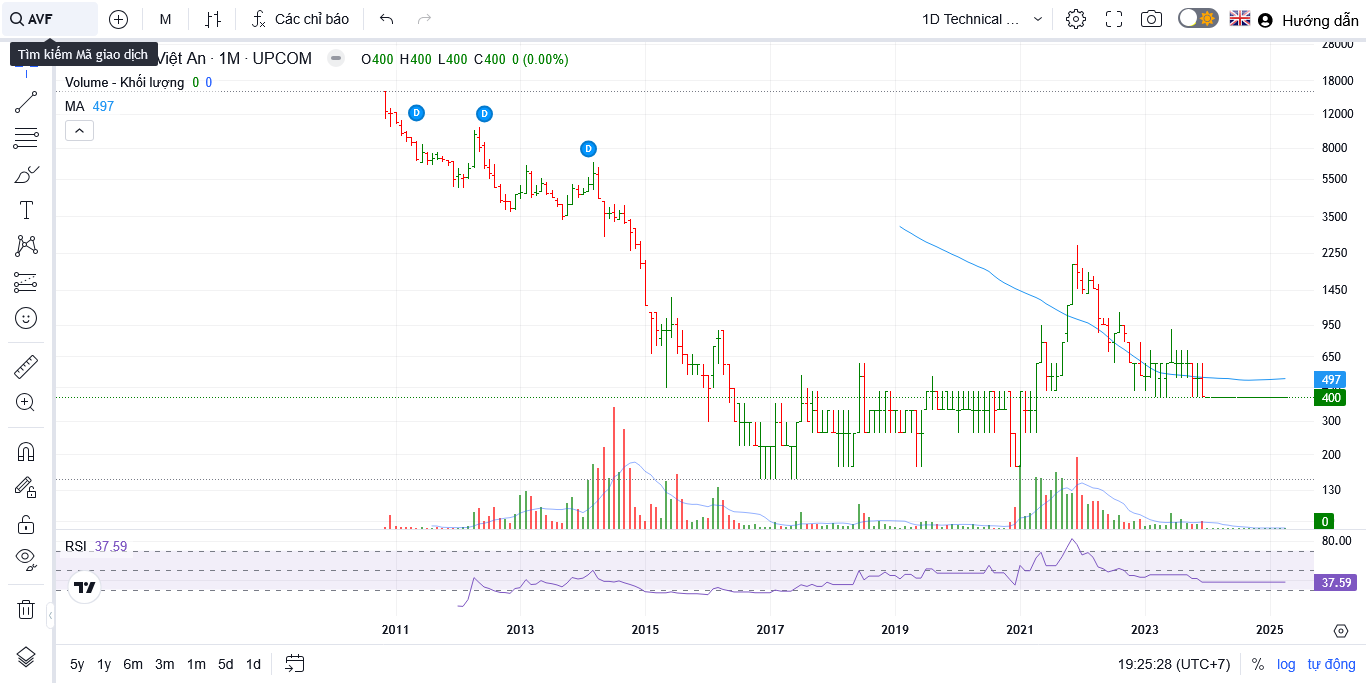 AVF
M
Các chỉ báo
1D Technical ...
Hướng dẫn
Tìm kiếm Mã giao dịch
Việt An · 1M · UPCOM
O400 H400 L400 C400 0 (0.00%)
Volume - Khối lượng 0 0
MA 497
D
D
D
28000
18000
12000
8000
5500
3500
2250
1450
950
650
497
400
300
200
130
0
RSI 37.59
80.00
37.59
2011 2013 2015 2017 2019 2021 2023 2025
5y 1y 6m 3m 1m 5d 1d
19:25:28 (UTC+7) % log tự động